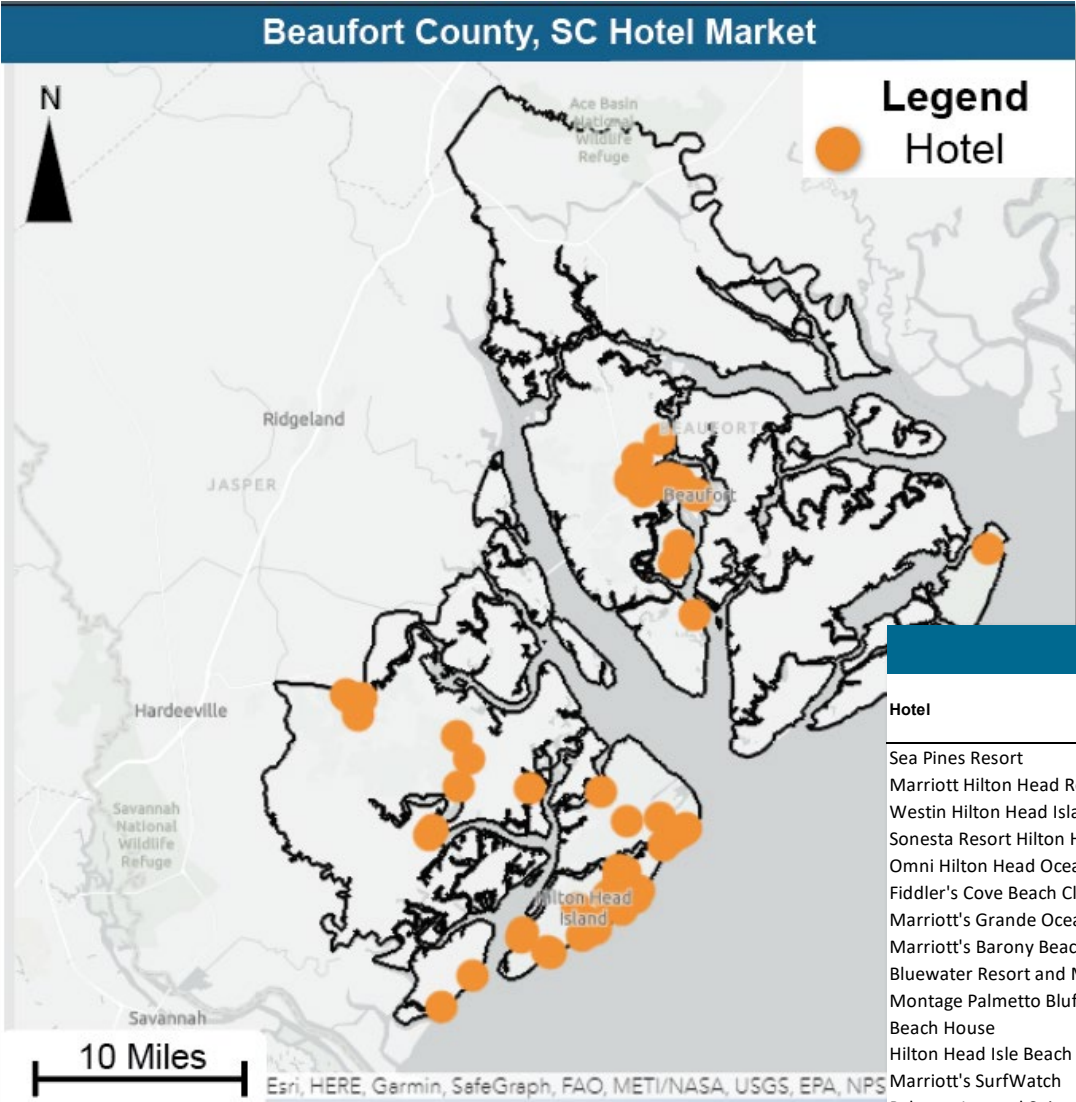 Beaufort County, SC Hotel Market
N
Legend
Hotel
Ace Basin
National
Wildlife
Refuge
Ridgeland
BEAUFORT
JASPER
Beaufort
Hardeeville
Savannah
National
Wildlife
Refuge
Hilton Head
Island
Savannah
10 Miles
Esri, HERE, Garmin, SafeGraph, FAO, METI/NASA, USGS, EPA, NPS
Hotel
Sea Pines Resort
Marriott Hilton Head R
Westin Hilton Head Isla
Sonesta Resort Hilton H
Omni Hilton Head Ocea
Fiddler's Cove Beach Cl
Marriott's Grande Ocea
Marriott's Barony Beac
Bluewater Resort and M
Montage Palmetto Bluf
Beach House
Hilton Head Isle Beach
Marriott's SurfWatch